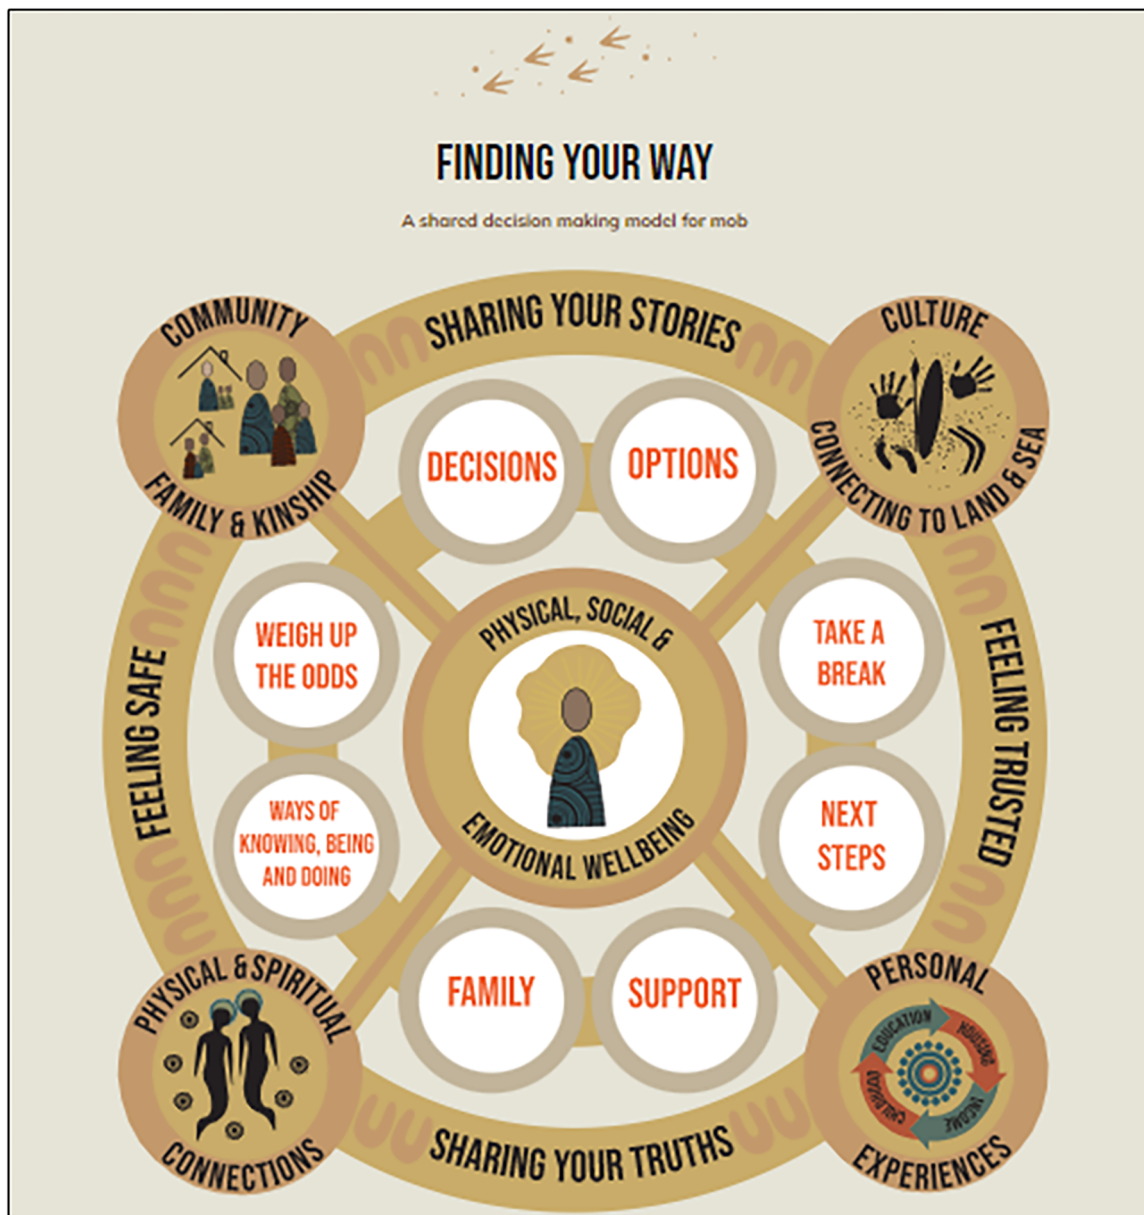 FINDING YOUR WAY
A shared decision making model for mob
COMMUNITY
FAMILY & KINSHIP
SHARING YOUR STORIES
CULTURE
CONNECTING TO LAND & SEA
DECISIONS
OPTIONS
WEIGH UP
THE ODDS
TAKE A
BREAK
FEELING SAFE
PHYSICAL, SOCIAL &
EMOTIONAL WELLBEING
FEELING TRUSTED
WAYS OF
KNOWING, BEING
AND DOING
NEXT
STEPS
FAMILY
SUPPORT
PHYSICAL & SPIRITUAL
CONNECTIONS
SHARING YOUR TRUTHS
PERSONAL
EXPERIENCES
EDUCATION
HOUSING
INCOME
CHILDHOOD